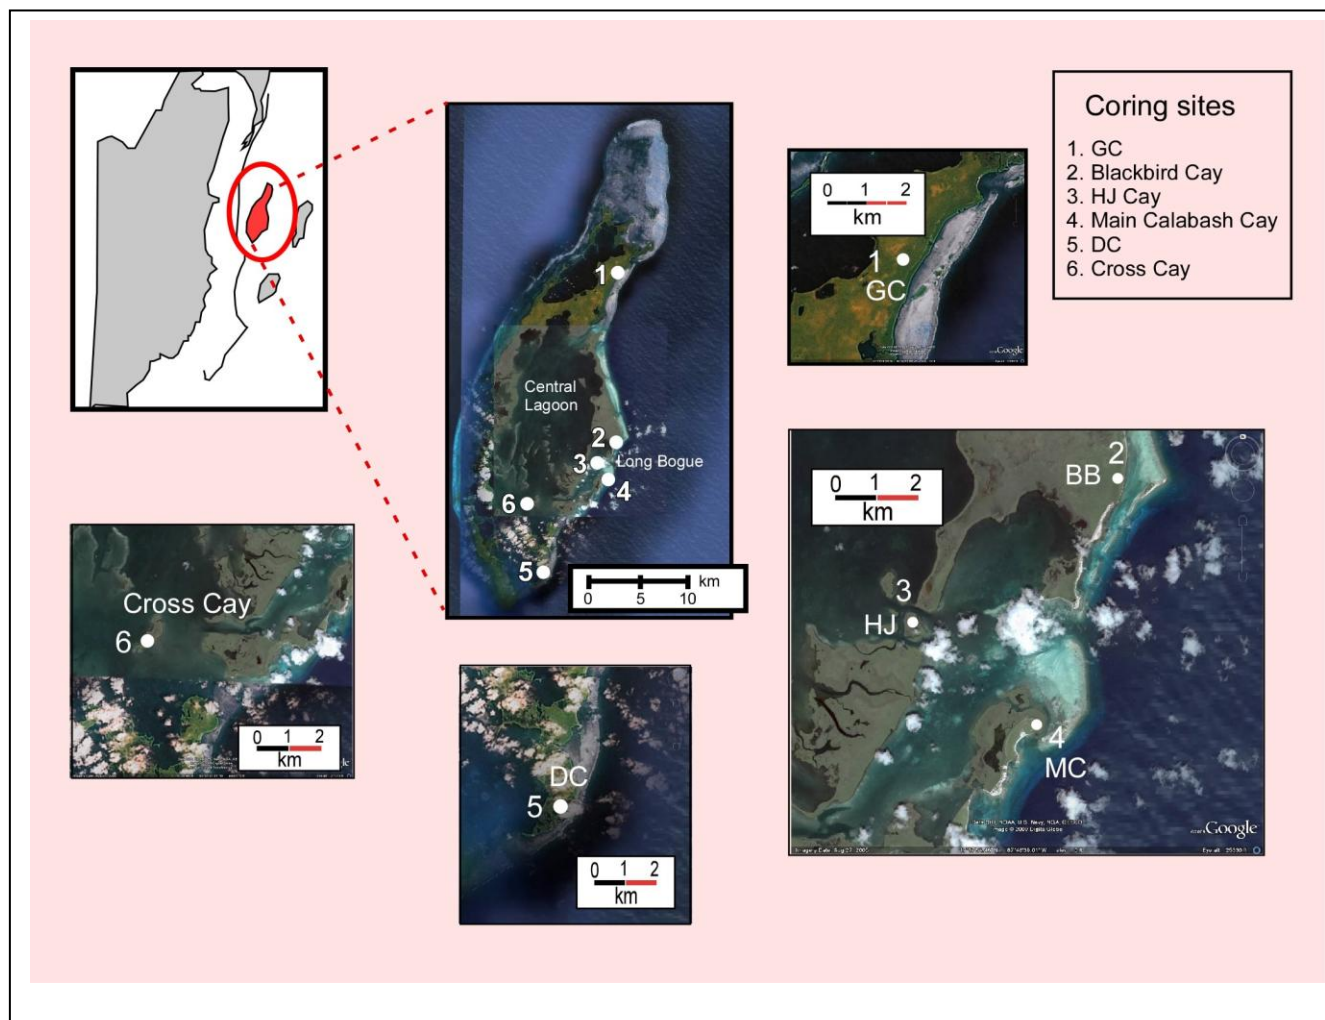 Coring sites
1. GC
2. Blackbird Cay
3. HJ Cay
4. Main Calabash Cay
5. DC
6. Cross Cay
1
Central
Lagoon
2
3
Long Bogue
4
6
5
km
0 5 10
0 1 2
km
1
GC
Google
0 1 2
km
2
BB
3
HJ
4
MC
Google
Cross Cay
6
0 1 2
km
DC
5
0 1 2
km